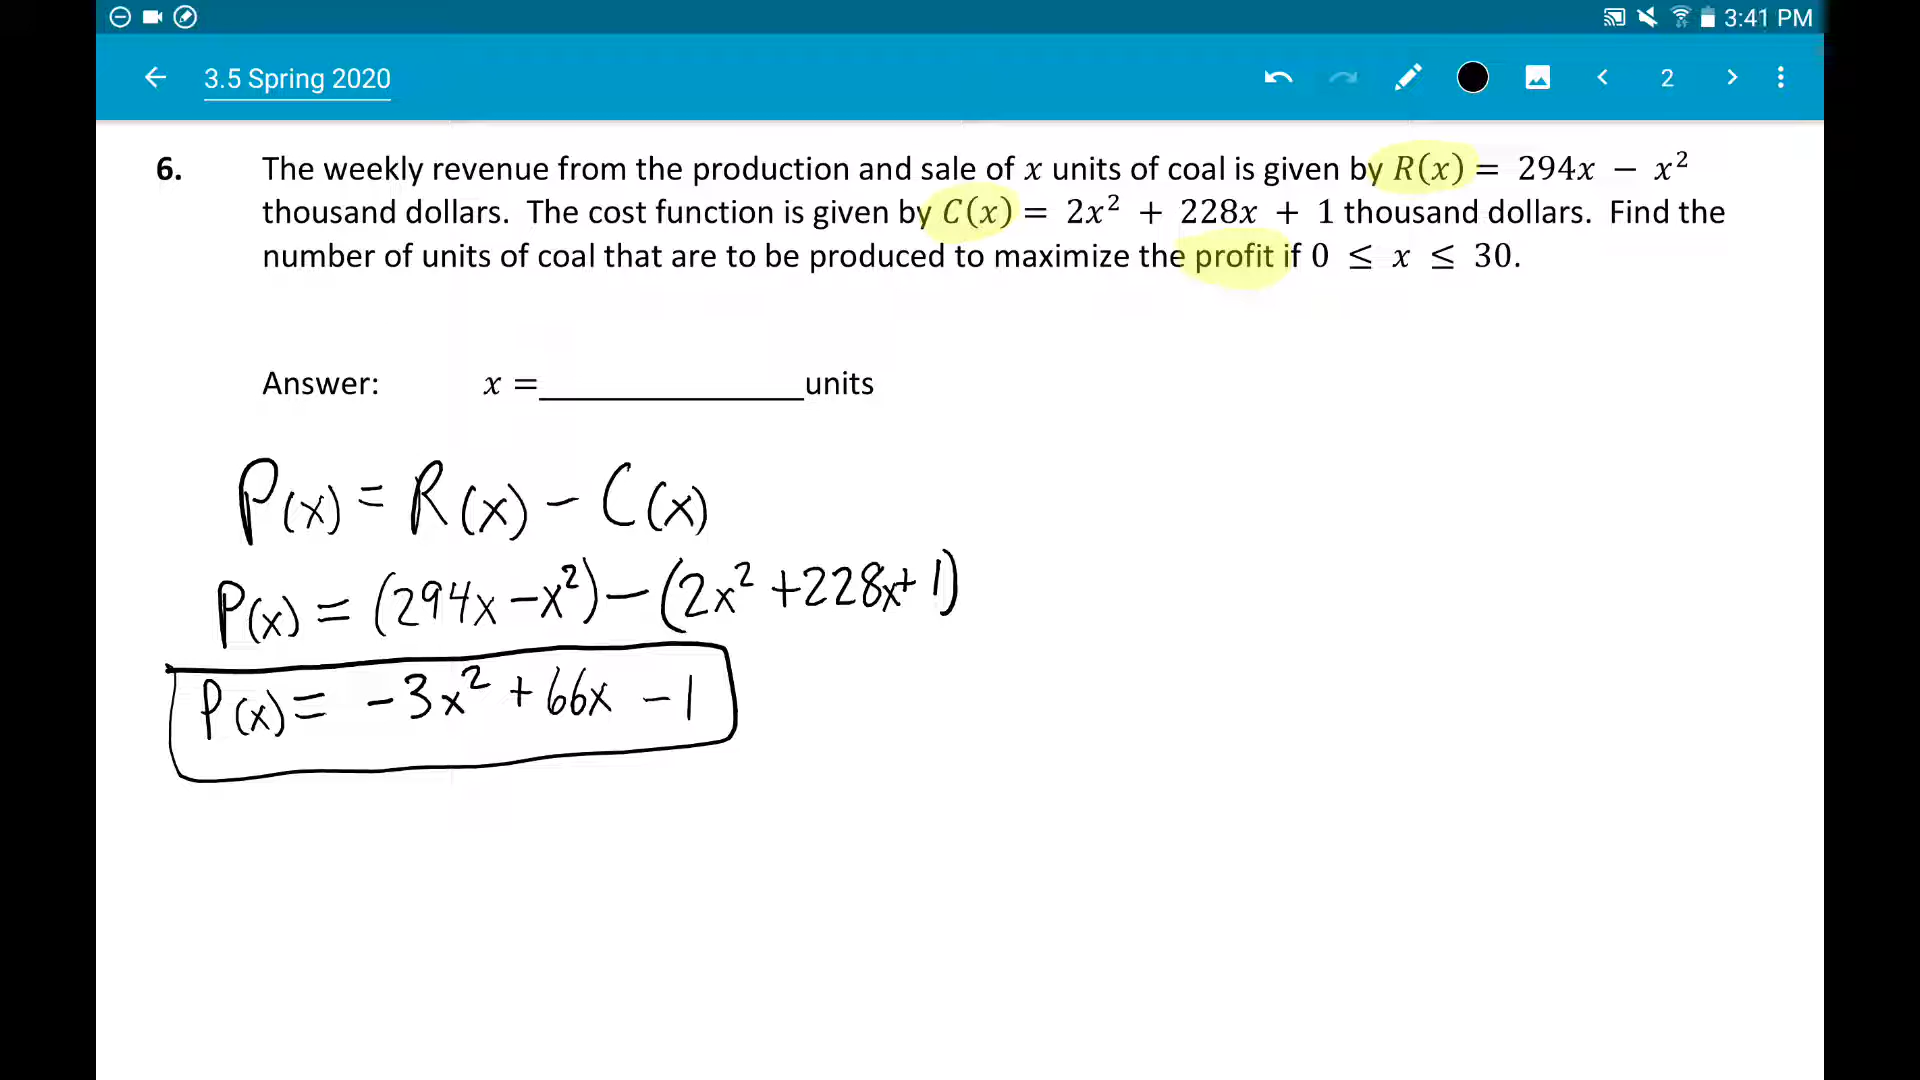 3:41 PM
3.5 Spring 2020
2
6. The weekly revenue from the production and sale of x units of coal is given by R(x) = 294x − x²
thousand dollars. The cost function is given by C(x) = 2x² + 228x + 1 thousand dollars. Find the
number of units of coal that are to be produced to maximize the profit if 0 ≤ x ≤ 30.
Answer: x =_______________units
P(x) = R(x) − C(x)
P(x) = (294x − x²) − (2x² + 228x + 1)
P(x) = −3x² + 66x − 1